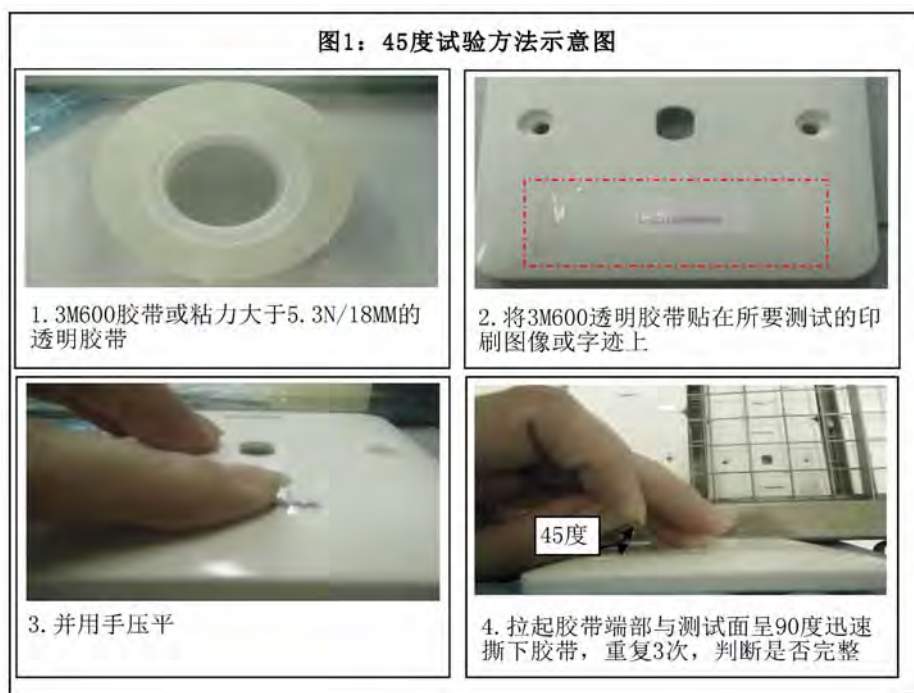 图1：45度试验方法示意图
1.3M600胶带或粘力大于5.3N/18MM的
透明胶带
2.将3M600透明胶带贴在所要测试的印
刷图像或字迹上
45度
3.并用手压平
4.拉起胶带端部与测试面呈90度迅速
撕下胶带，重复3次，判断是否完整